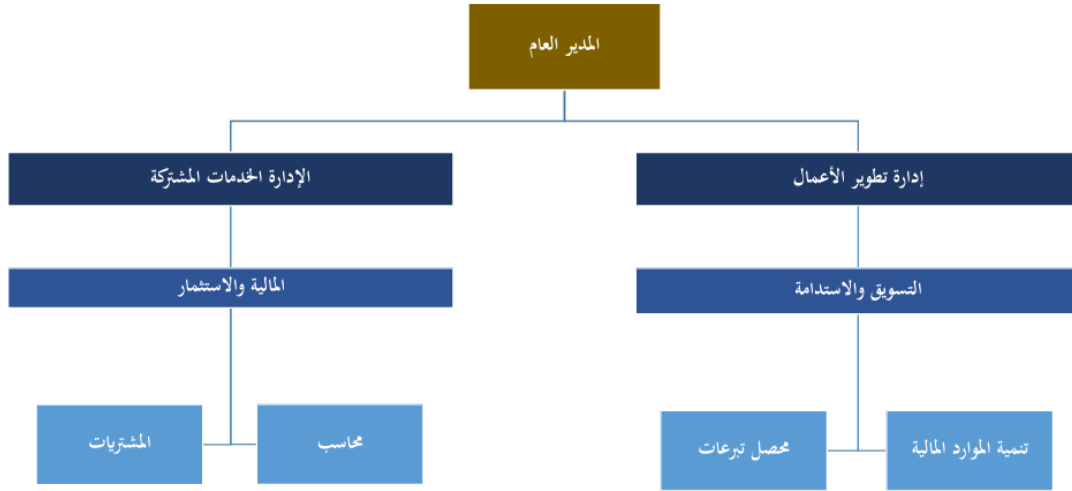 المدير العام
إدارة تطوير الأعمال
الإدارة الخدمات المشتركة
التسويق والاستدامة
المالية والاستثمار
تنمية الموارد المالية
محصل تبرعات
محاسب
المشتريات